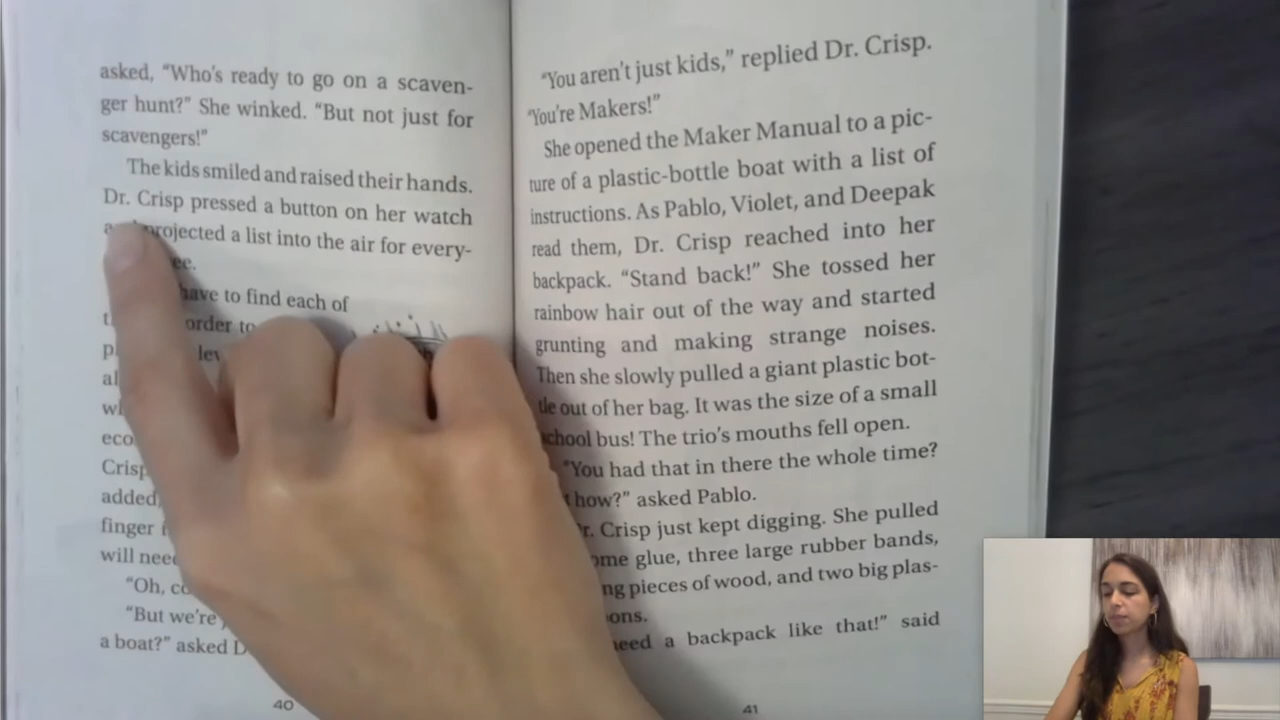 asked, “Who’s ready to go on a scaven-
ger hunt?” She winked. “But not just for
scavengers!”
The kids smiled and raised their hands.
Dr. Crisp pressed a button on her watch
projected a list into the air for every-
have to find each of
order to
Crisp
added,
finger
will need
“Oh,
“But we’re
a boat?” asked
40
“You aren’t just kids,” replied Dr. Crisp.
“You’re Makers!”
She opened the Maker Manual to a pic-
ture of a plastic-bottle boat with a list of
instructions. As Pablo, Violet, and Deepak
read them, Dr. Crisp reached into her
backpack. “Stand back!” She tossed her
rainbow hair out of the way and started
grunting and making strange noises.
Then she slowly pulled a giant plastic bot-
tle out of her bag. It was the size of a small
school bus! The trio’s mouths fell open.
“You had that in there the whole time?
how?” asked Pablo.
Dr. Crisp just kept digging. She pulled
some glue, three large rubber bands,
pieces of wood, and two big plas-
need a backpack like that!” said
41